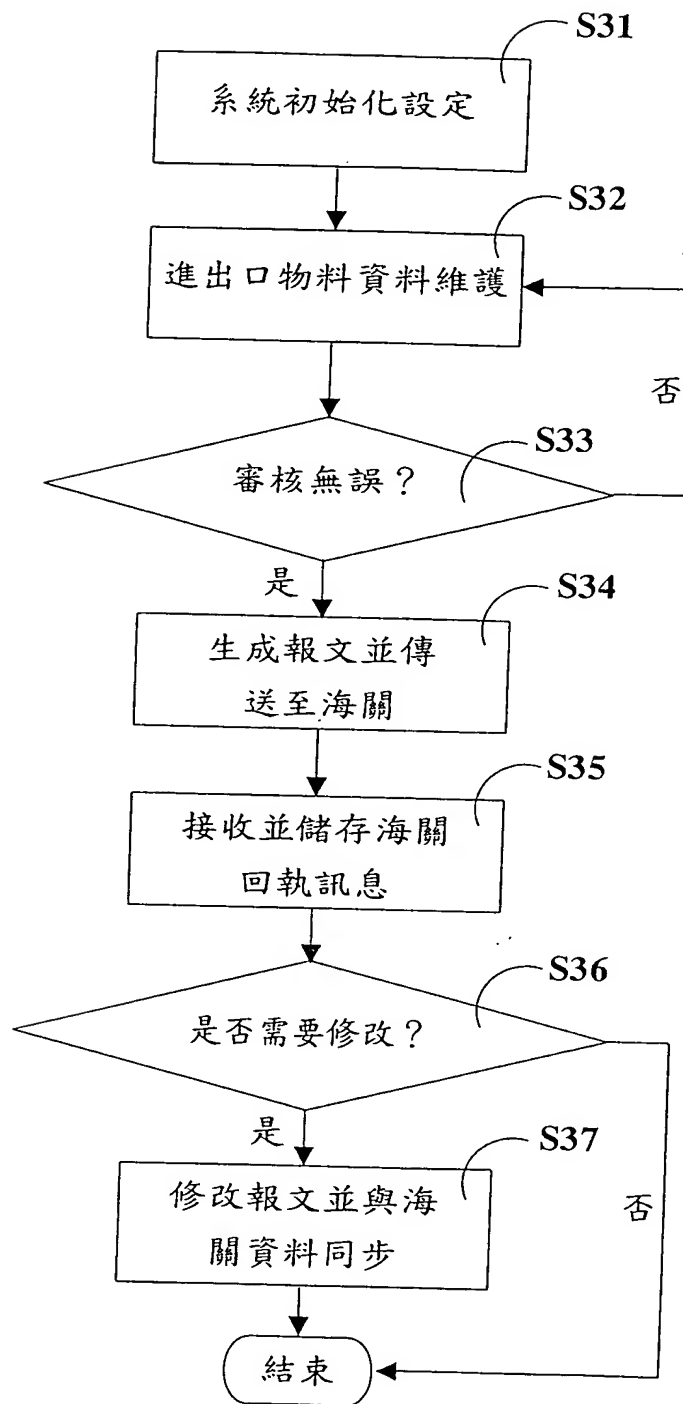 S31
系統初始化設定
S32
進出口物料資料維護
否
S33
審核無誤？
是
S34
生成報文並傳
送至海關
S35
接收並儲存海關
回執訊息
S36
是否需要修改？
是
S37
修改報文並與海
關資料同步
否
結束